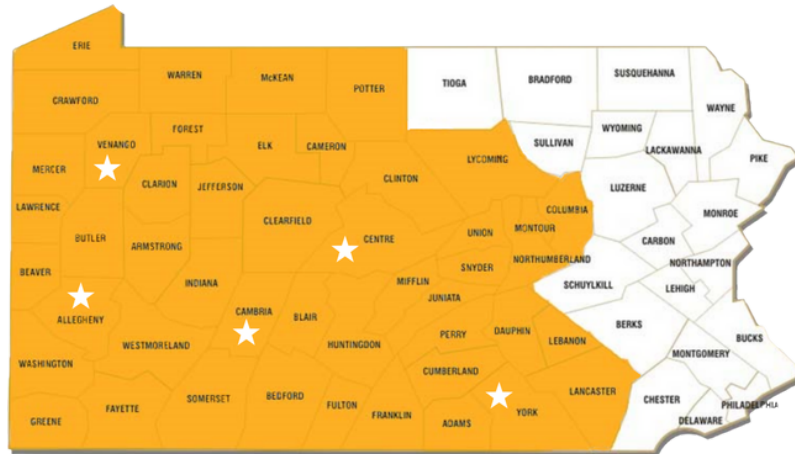 ERIE
CRAWFORD
WARREN
McKEAN
POTTER
TIOGA
BRADFORD
SUSQUEHANNA
WAYNE
VENANGO
FOREST
ELK
CAMERON
SULLIVAN
WYOMING
LACKAWANNA
PIKE
MERCER
CLARION
JEFFERSON
CLINTON
LYCOMING
LUZERNE
LAWRENCE
BUTLER
ARMSTRONG
CLEARFIELD
CENTRE
UNION
MONTOUR
COLUMBIA
MONROE
CARBON
BEAVER
INDIANA
MIFFLIN
SNYDER
NORTHUMBERLAND
NORTHAMPTON
SCHUYLKILL
LEHIGH
ALLEGHENY
CAMBRIA
BLAIR
JUNIATA
WESTMORELAND
HUNTINGDON
PERRY
DAUPHIN
LEBANON
BERKS
BUCKS
WASHINGTON
CUMBERLAND
MONTGOMERY
GREENE
FAYETTE
SOMERSET
BEDFORD
FULTON
FRANKLIN
ADAMS
YORK
LANCASTER
CHESTER
DELAWARE
PHILADELPHIA